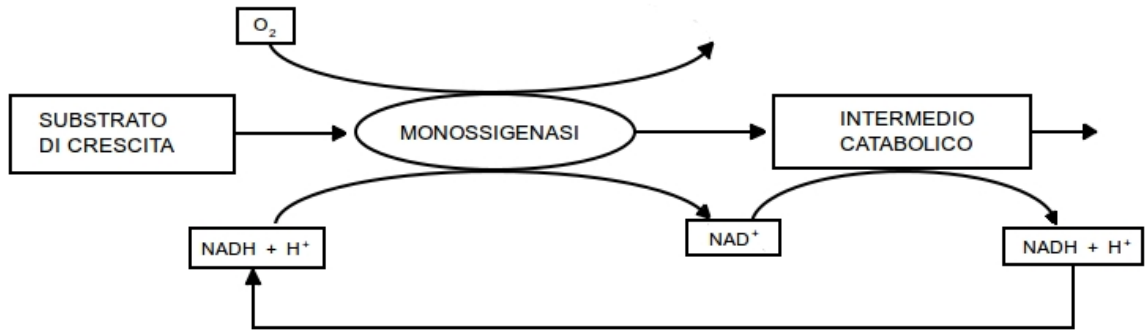 O₂
SUBSTRATO
DI CRESCITA
MONOSSIGENASI
INTERMEDIO
CATABOLICO
NADH + H⁺
NAD⁺
NADH + H⁺